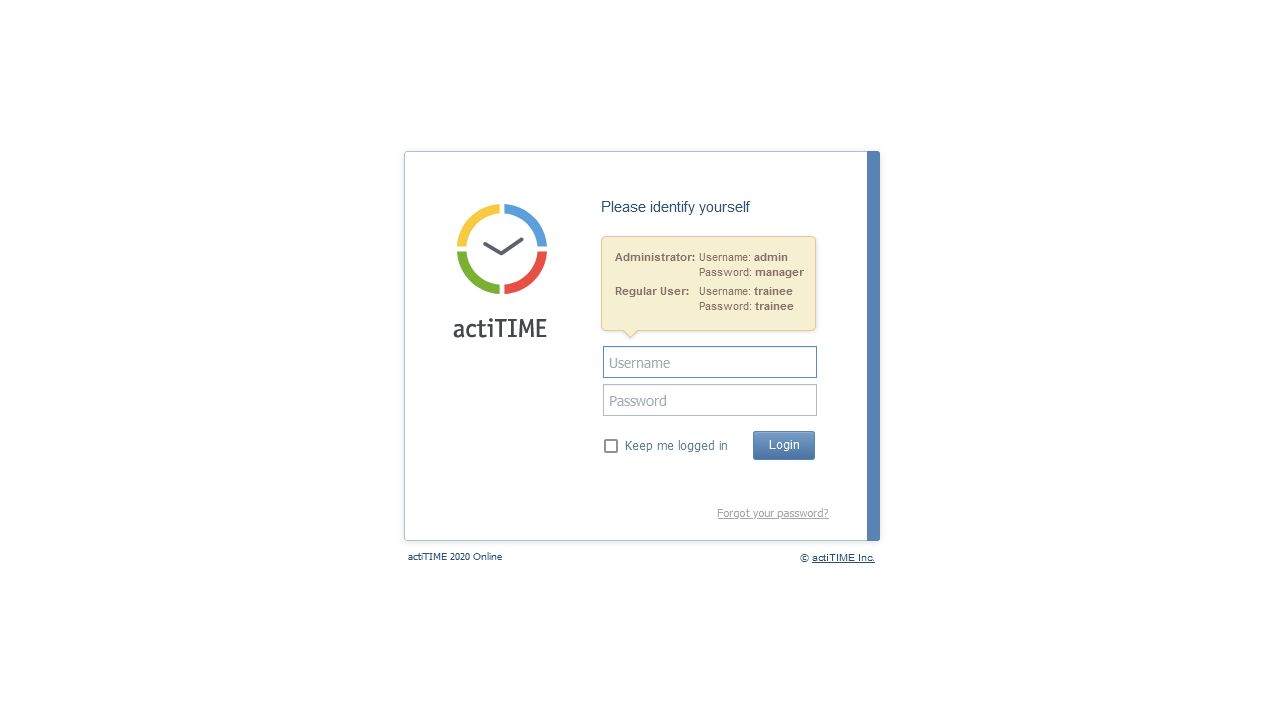 actiTIME
Please identify yourself
Administrator: Username: admin
Password: manager
Regular User: Username: trainee
Password: trainee
Username
Password
Keep me logged in
Login
Forgot your password?
actiTIME 2020 Online
© actiTIME Inc.